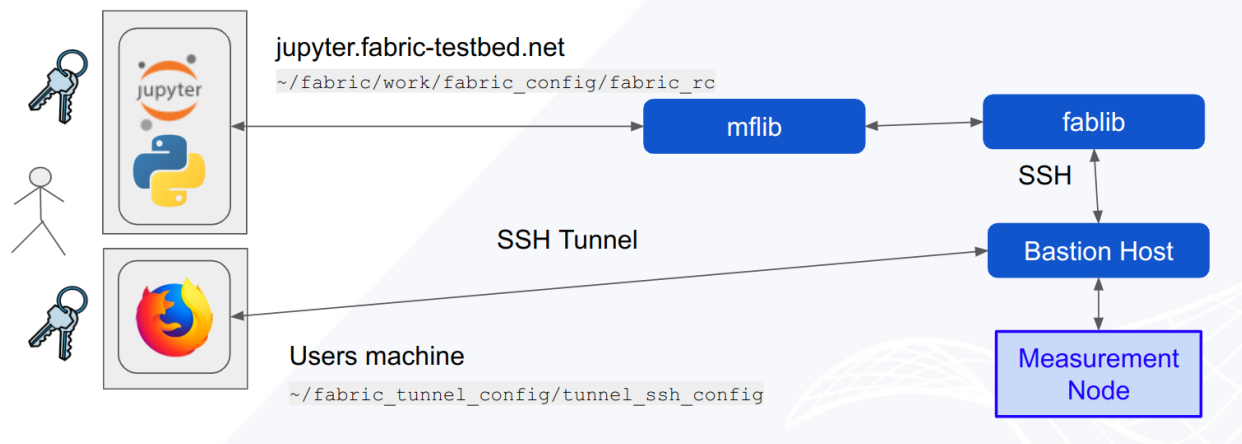 jupyter.fabric-testbed.net
~/fabric/work/fabric_config/fabric_rc
jupyter
mflib
fablib
SSH
SSH Tunnel
Bastion Host
Users machine
~/fabric_tunnel_config/tunnel_ssh_config
Measurement
Node